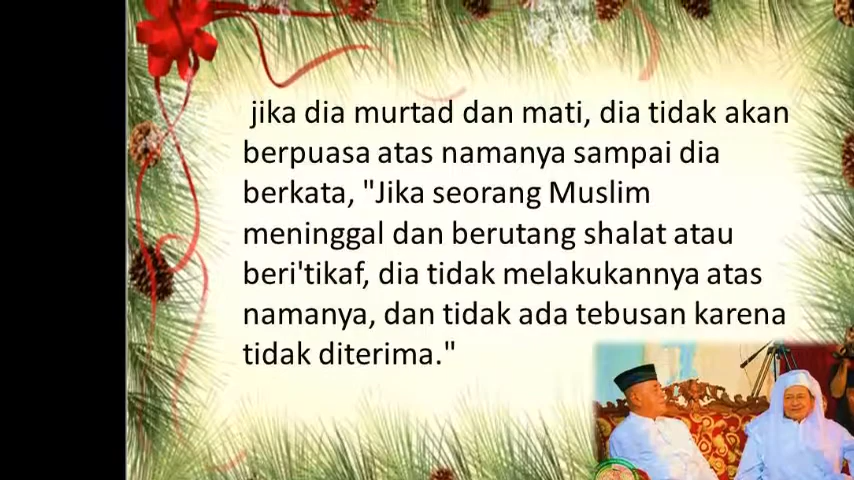 jika dia murtad dan mati, dia tidak akan
berpuasa atas namanya sampai dia
berkata, "Jika seorang Muslim
meninggal dan berutang shalat atau
beri'tikaf, dia tidak melakukannya atas
namanya, dan tidak ada tebusan karena
tidak diterima."